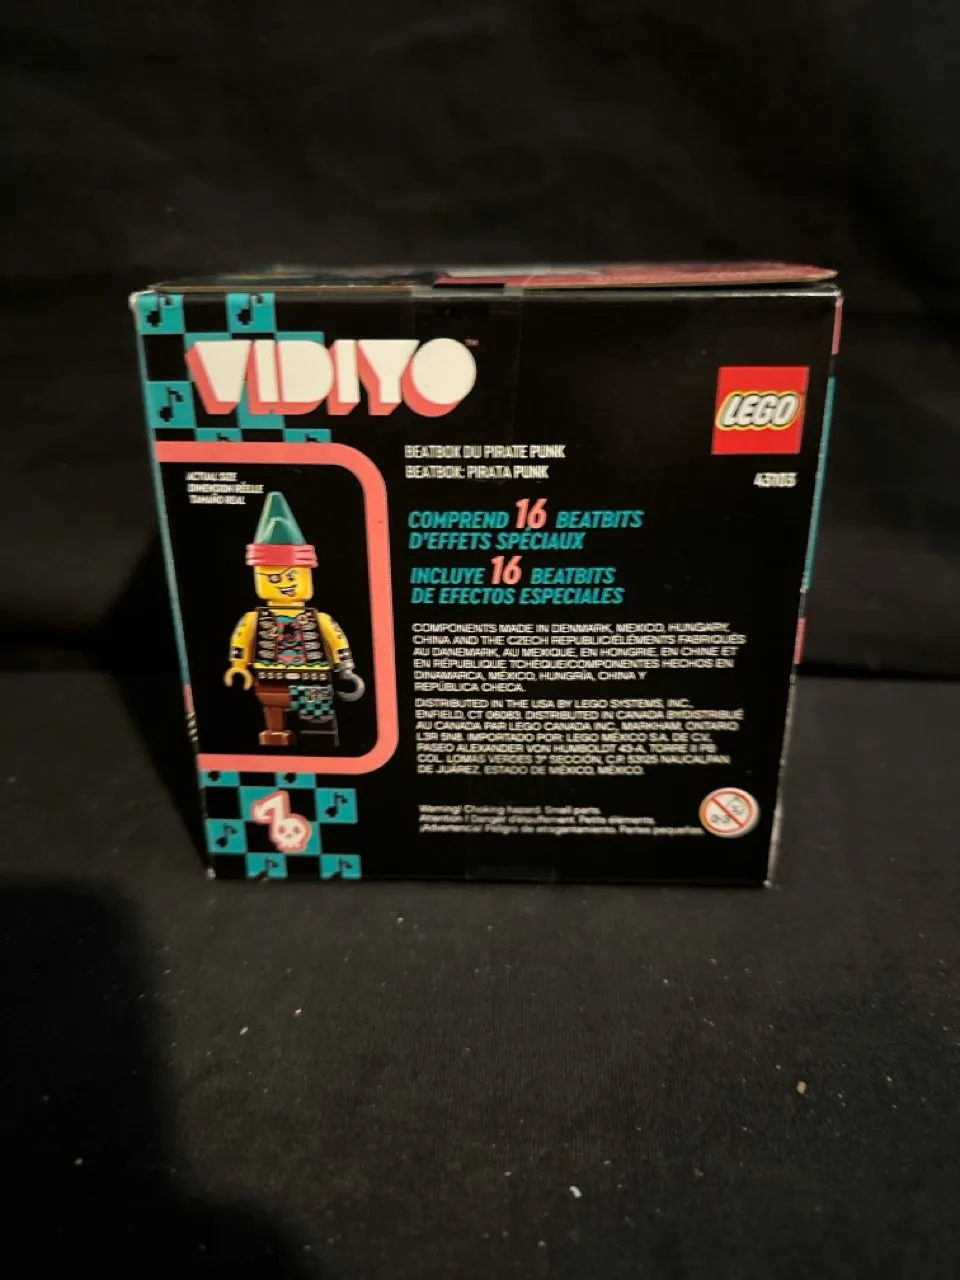 VIDIYO™
LEGO
43103
BEATBOX DU PIRATE PUNK
BEATBOX: PIRATA PUNK
ACTUAL SIZE
DIMENSION RÉELLE
TAMAÑO REAL
COMPREND 16 BEATBITS
D'EFFETS SPÉCIAUX
INCLUYE 16 BEATBITS
DE EFECTOS ESPECIALES
COMPONENTS MADE IN DENMARK, MEXICO, HUNGARY,
CHINA AND THE CZECH REPUBLIC/ÉLÉMENTS FABRIQUÉS
AU DANEMARK, AU MEXIQUE, EN HONGRIE, EN CHINE ET
EN RÉPUBLIQUE TCHÈQUE/COMPONENTES HECHOS EN
DINAMARCA, MÉXICO, HUNGRÍA, CHINA Y
REPÚBLICA CHECA.
DISTRIBUTED IN THE USA BY LEGO SYSTEMS, INC.,
ENFIELD, CT 06083. DISTRIBUTED IN CANADA BY/DISTRIBUÉ
AU CANADA PAR LEGO CANADA INC., MARKHAM, ONTARIO
L3R 5N8. IMPORTADO POR: LEGO MÉXICO S.A. DE C.V.,
PASEO ALEXANDER VON HUMBOLDT 43-A, TORRE II PB,
COL. LOMAS VERDES 3ª SECCIÓN, C.P. 53125 NAUCALPAN
DE JUÁREZ, ESTADO DE MÉXICO, MÉXICO.
Warning! Choking hazard. Small parts.
Attention ! Danger d'étouffement. Petits éléments.
¡Advertencia! Peligro de atragantamiento. Partes pequeñas.
0-3